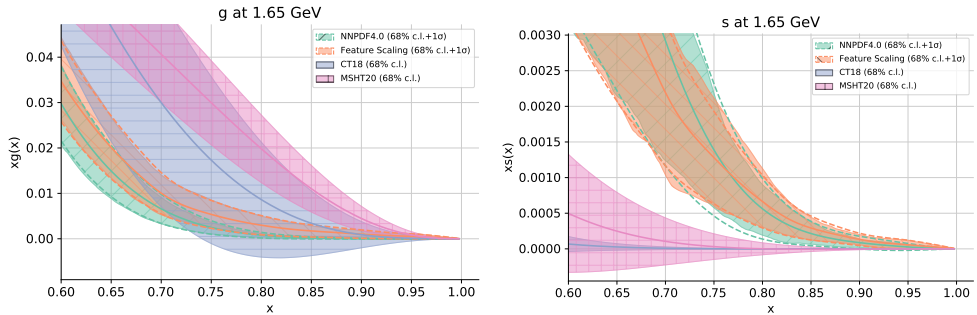 g at 1.65 GeV
NNPDF4.0 (68% c.l.+1σ)
Feature Scaling (68% c.l.+1σ)
CT18 (68% c.l.)
MSHT20 (68% c.l.)
xg(x)
0.04
0.03
0.02
0.01
0.00
0.60 0.65 0.70 0.75 0.80 0.85 0.90 0.95 1.00
x
s at 1.65 GeV
NNPDF4.0 (68% c.l.+1σ)
Feature Scaling (68% c.l.+1σ)
CT18 (68% c.l.)
MSHT20 (68% c.l.)
xs(x)
0.0030
0.0025
0.0020
0.0015
0.0010
0.0005
0.0000
0.60 0.65 0.70 0.75 0.80 0.85 0.90 0.95 1.00
x